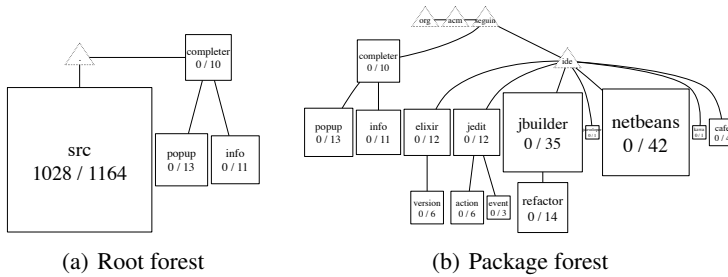 .
completer
0 / 10
src
1028 / 1164
popup
0 / 13
info
0 / 11
(a) Root forest
org
acm
seguin
completer
0 / 10
ide
popup
0 / 13
info
0 / 11
elixir
0 / 12
jedit
0 / 12
jbuilder
0 / 35
netbeans
0 / 42
version
0 / 6
action
0 / 6
event
0 / 3
refactor
0 / 14
(b) Package forest